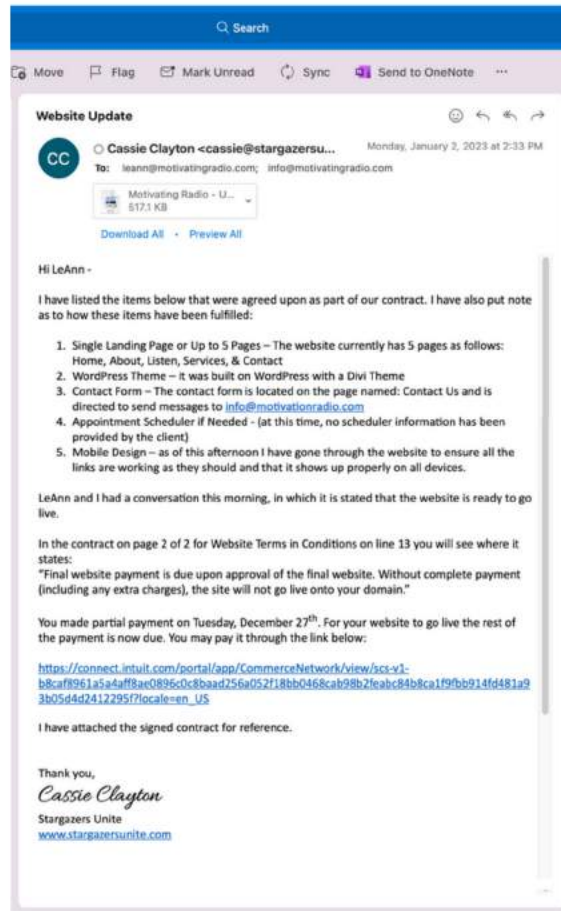 Search
Move Flag Mark Unread Sync Send to OneNote ...
Website Update
CC
Cassie Clayton <cassie@stargazersu...
Monday, January 2, 2023 at 2:33 PM
To: leann@motivatingradio.com; info@motivatingradio.com
Motivating Radio - U...
517.1 KB
Download All • Preview All
Hi LeAnn -
I have listed the items below that were agreed upon as part of our contract. I have also put note
as to how these items have been fulfilled:
1. Single Landing Page or Up to 5 Pages – The website currently has 5 pages as follows:
Home, About, Listen, Services, & Contact
2. WordPress Theme – it was built on WordPress with a Divi Theme
3. Contact Form – The contact form is located on the page named: Contact Us and is
directed to send messages to info@motivationradio.com
4. Appointment Scheduler if Needed - (at this time, no scheduler information has been
provided by the client)
5. Mobile Design – as of this afternoon I have gone through the website to ensure all the
links are working as they should and that it shows up properly on all devices.
LeAnn and I had a conversation this morning, in which it is stated that the website is ready to go
live.
In the contract on page 2 of 2 for Website Terms in Conditions on line 13 you will see where it
states:
"Final website payment is due upon approval of the final website. Without complete payment
(including any extra charges), the site will not go live onto your domain."
You made partial payment on Tuesday, December 27th. For your website to go live the rest of
the payment is now due. You may pay it through the link below:
https://connect.intuit.com/portal/app/CommerceNetwork/view/scs-v1-
b8caf8961a5a4aff8ae0896c0c8baad256a052f18bb0468cab98b2feabc84b8ca1f9fbb914fd481a9
3b05d4d2412295f?locale=en_US
I have attached the signed contract for reference.
Thank you,
Cassie Clayton
Stargazers Unite
www.stargazersunite.com